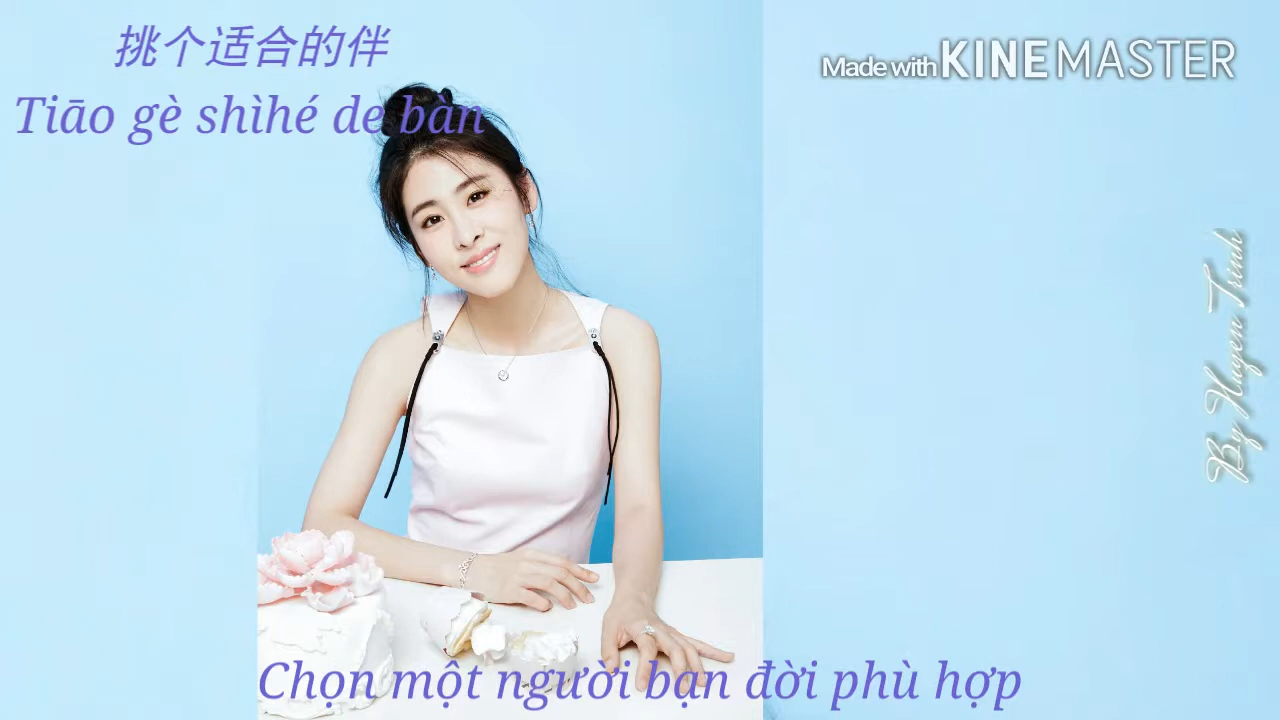 挑个适合的伴
Made with KINEMASTER
Tiāo gè shìhé de bàn
By Huyen Trinh
Chọn một người bạn đời phù hợp